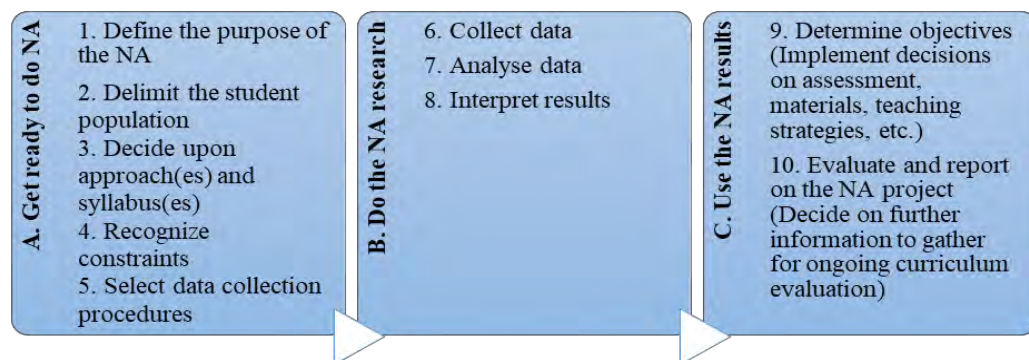 A. Get ready to do NA
1. Define the purpose of
the NA
2. Delimit the student
population
3. Decide upon
approach(es) and
syllabus(es)
4. Recognize
constraints
5. Select data collection
procedures
B. Do the NA research
6. Collect data
7. Analyse data
8. Interpret results
C. Use the NA results
9. Determine objectives
(Implement decisions
on assessment,
materials, teaching
strategies, etc.)
10. Evaluate and report
on the NA project
(Decide on further
information to gather
for ongoing curriculum
evaluation)